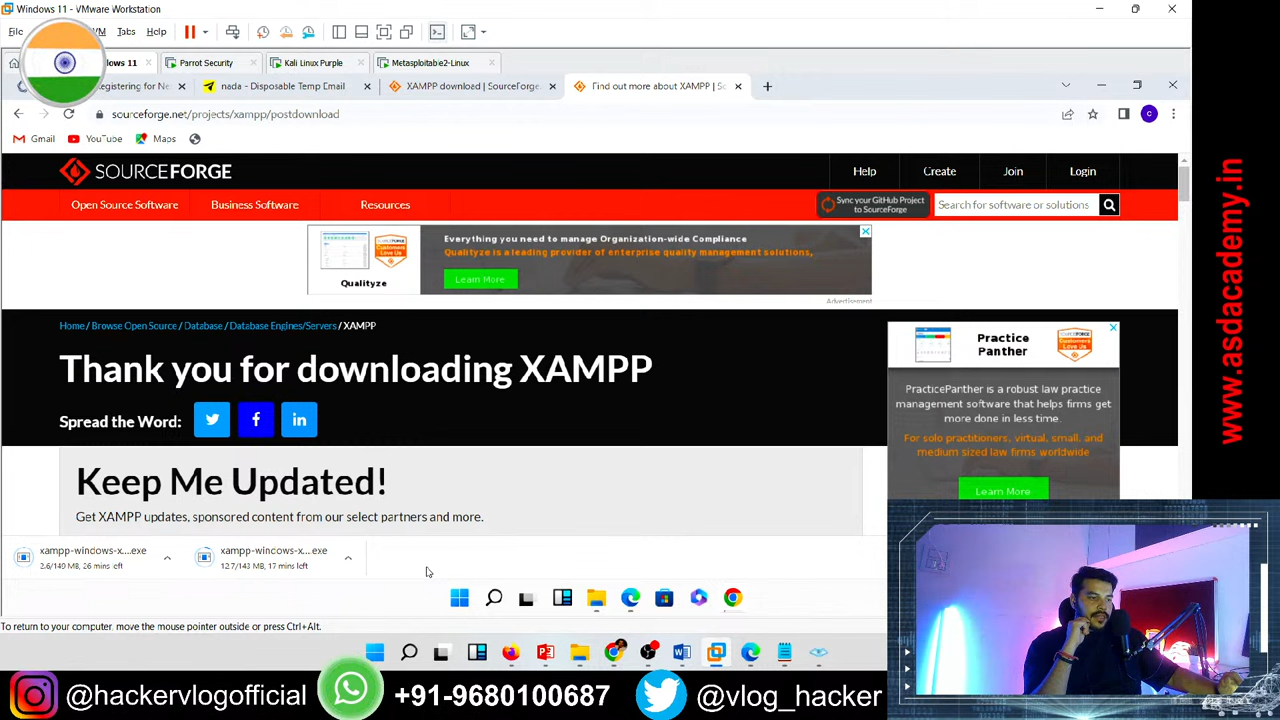 Windows 11 - VMware Workstation
File
VM
Tabs
Help
Parrot Security
Kali Linux Purple
Metasploitable2-Linux
nada - Disposable Temp Email
XAMPP download | SourceForge.
Find out more about XAMPP | Sc
sourceforge.net/projects/xampp/postdownload
Gmail
YouTube
Maps
SOURCEFORGE
Help
Create
Join
Login
Open Source Software
Business Software
Resources
Sync your GitHub Project
to SourceForge
Search for software or solutions
Everything you need to manage Organization-wide Compliance
Qualityze is a leading provider of enterprise quality management solutions,
Learn More
Qualityze
Advertisement
Home / Browse Open Source / Database / Database Engines/Servers / XAMPP
Thank you for downloading XAMPP
Spread the Word:
Practice
Panther
PracticePanther is a robust law practice
management software that helps firms get
more done in less time.
For solo practitioners, virtual, small, and
medium sized law firms worldwide
Learn More
Keep Me Updated!
Get XAMPP updates, sponsored content from our select partners and more.
xampp-windows-x....exe
2.6/149 MB, 26 mins left
xampp-windows-x....exe
12.7/143 MB, 17 mins left
To return to your computer, move the mouse pointer outside or press Ctrl+Alt.
@hackervlogofficial
+91-9680100687
@vlog_hacker
www.asdacademy.in